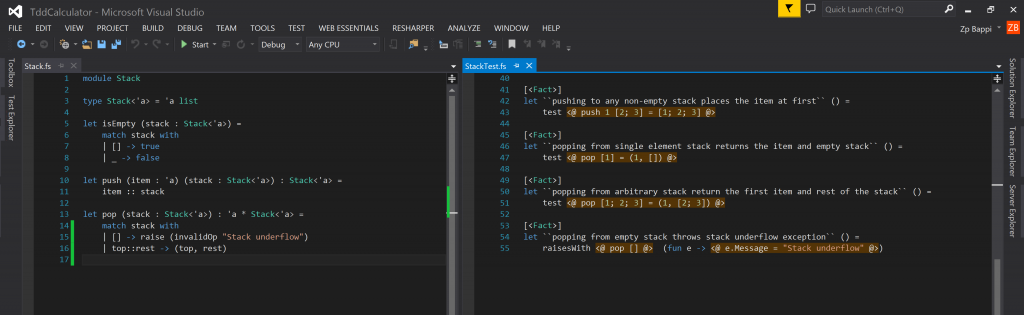 TddCalculator - Microsoft Visual Studio
Quick Launch (Ctrl+Q)
FILE EDIT VIEW PROJECT BUILD DEBUG TEAM TOOLS TEST WEB ESSENTIALS RESHARPER ANALYZE WINDOW HELP
Zp Bappi ZB
Start Debug Any CPU
Toolbox
Test Explorer
Stack.fs
1 module Stack
2
3 type Stack<'a> = 'a list
4
5 let isEmpty (stack : Stack<'a>) =
6 match stack with
7 | [] -> true
8 | _ -> false
9
10 let push (item : 'a) (stack : Stack<'a>) : Stack<'a> =
11 item :: stack
12
13 let pop (stack : Stack<'a>) : 'a * Stack<'a> =
14 match stack with
15 | [] -> raise (invalidOp "Stack underflow")
16 | top::rest -> (top, rest)
17
StackTest.fs
40
41 [<Fact>]
42 let ``pushing to any non-empty stack places the item at first`` () =
43 test <@ push 1 [2; 3] = [1; 2; 3] @>
44
45 [<Fact>]
46 let ``popping from single element stack returns the item and empty stack`` () =
47 test <@ pop [1] = (1, []) @>
48
49 [<Fact>]
50 let ``popping from arbitrary stack return the first item and rest of the stack`` () =
51 test <@ pop [1; 2; 3] = (1, [2; 3]) @>
52
53 [<Fact>]
54 let ``popping from empty stack throws stack underflow exception`` () =
55 raisesWith <@ pop [] @> (fun e -> <@ e.Message = "Stack underflow" @>)
Solution Explorer
Team Explorer
Server Explorer